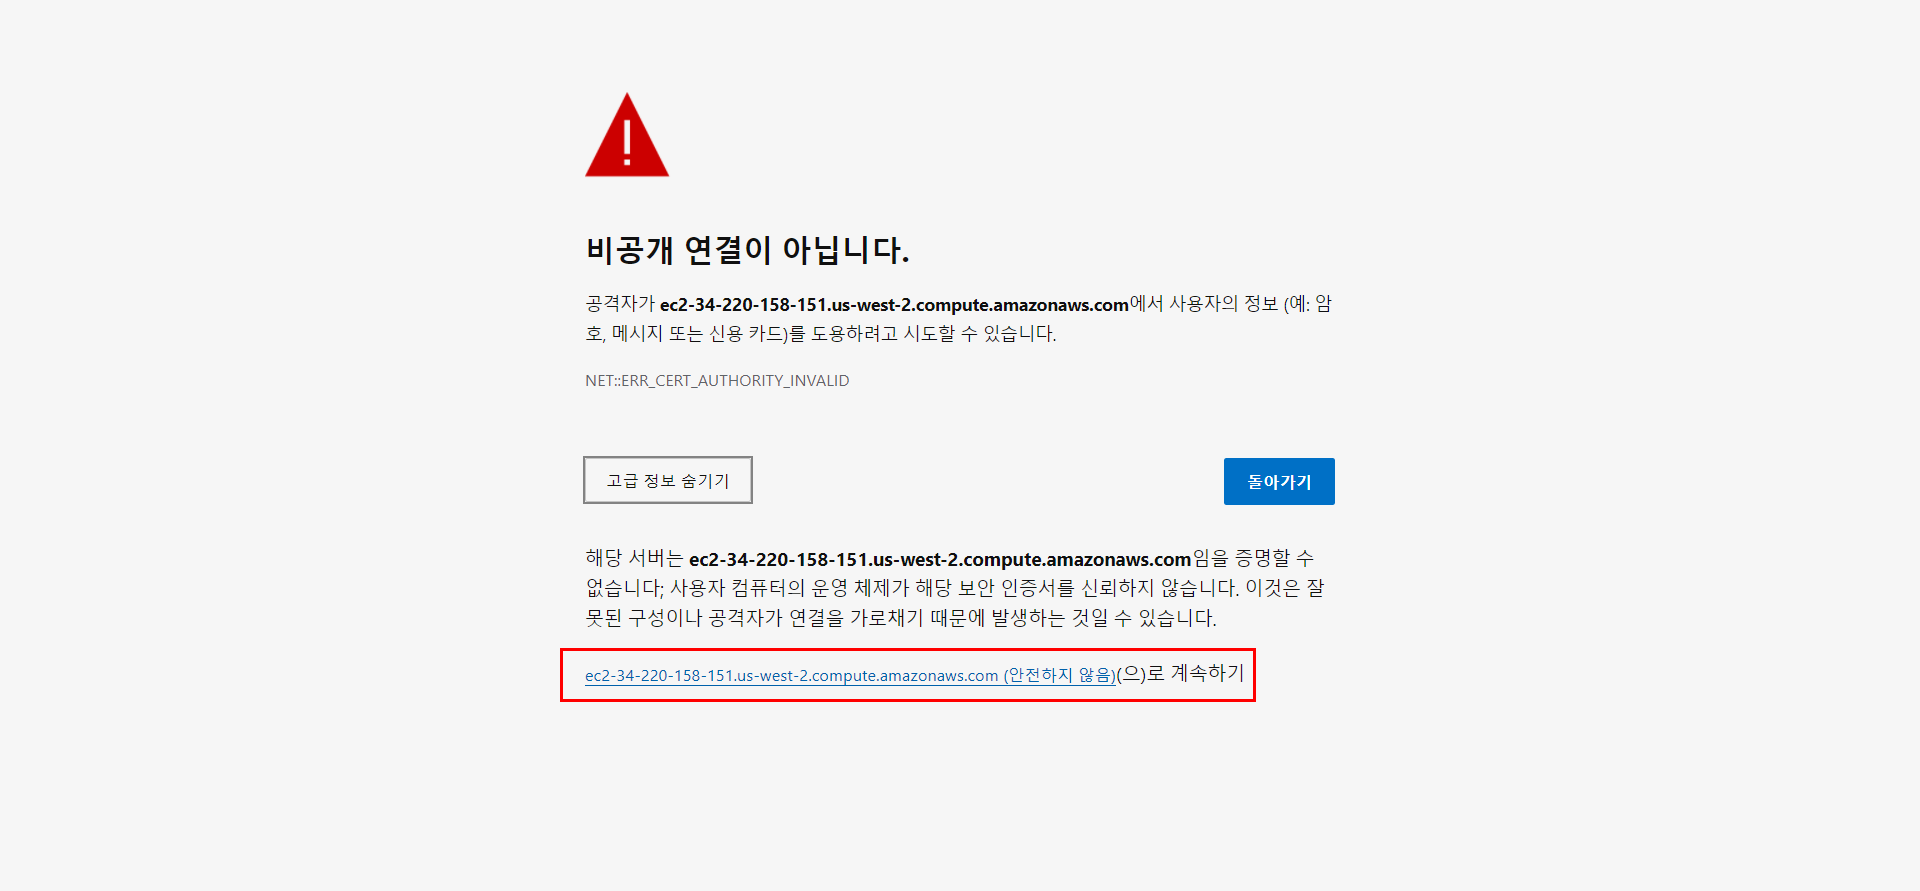 비공개 연결이 아닙니다.
공격자가 ec2-34-220-158-151.us-west-2.compute.amazonaws.com에서 사용자의 정보 (예: 암
호, 메시지 또는 신용 카드)를 도용하려고 시도할 수 있습니다.
NET::ERR_CERT_AUTHORITY_INVALID
고급 정보 숨기기
돌아가기
해당 서버는 ec2-34-220-158-151.us-west-2.compute.amazonaws.com임을 증명할 수
없습니다; 사용자 컴퓨터의 운영 체제가 해당 보안 인증서를 신뢰하지 않습니다. 이것은 잘
못된 구성이나 공격자가 연결을 가로채기 때문에 발생하는 것일 수 있습니다.
ec2-34-220-158-151.us-west-2.compute.amazonaws.com (안전하지 않음)(으)로 계속하기